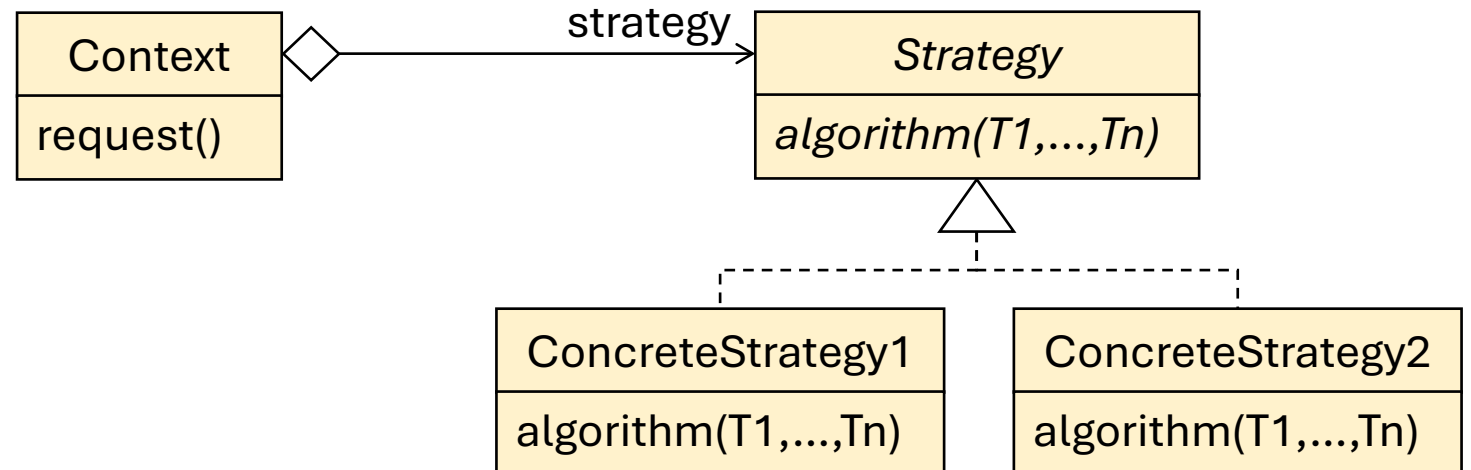 strategy
Context
Strategy
request()
algorithm(T1,...,Tn)
ConcreteStrategy1
ConcreteStrategy2
algorithm(T1,...,Tn)
algorithm(T1,...,Tn)